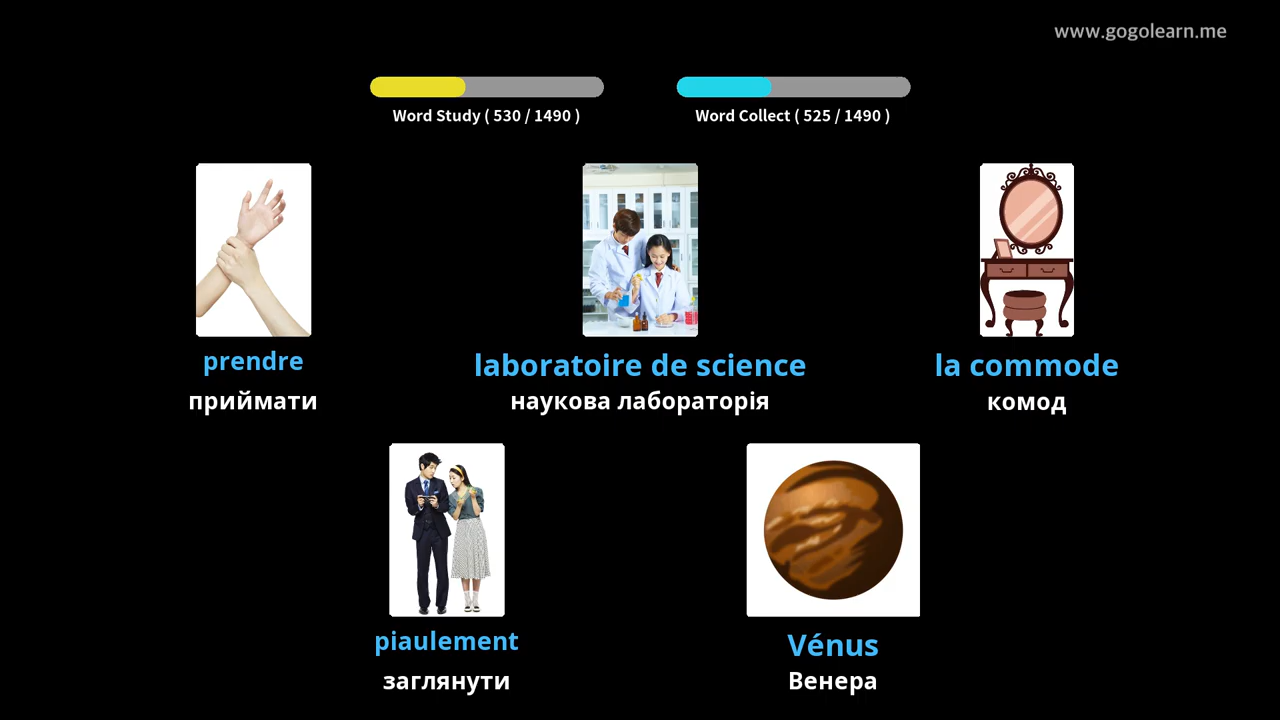 www.gogolearn.me
Word Study ( 530 / 1490 )
Word Collect ( 525 / 1490 )
prendre
приймати
laboratoire de science
наукова лабораторія
la commode
комод
piaulement
заглянути
Vénus
Венера